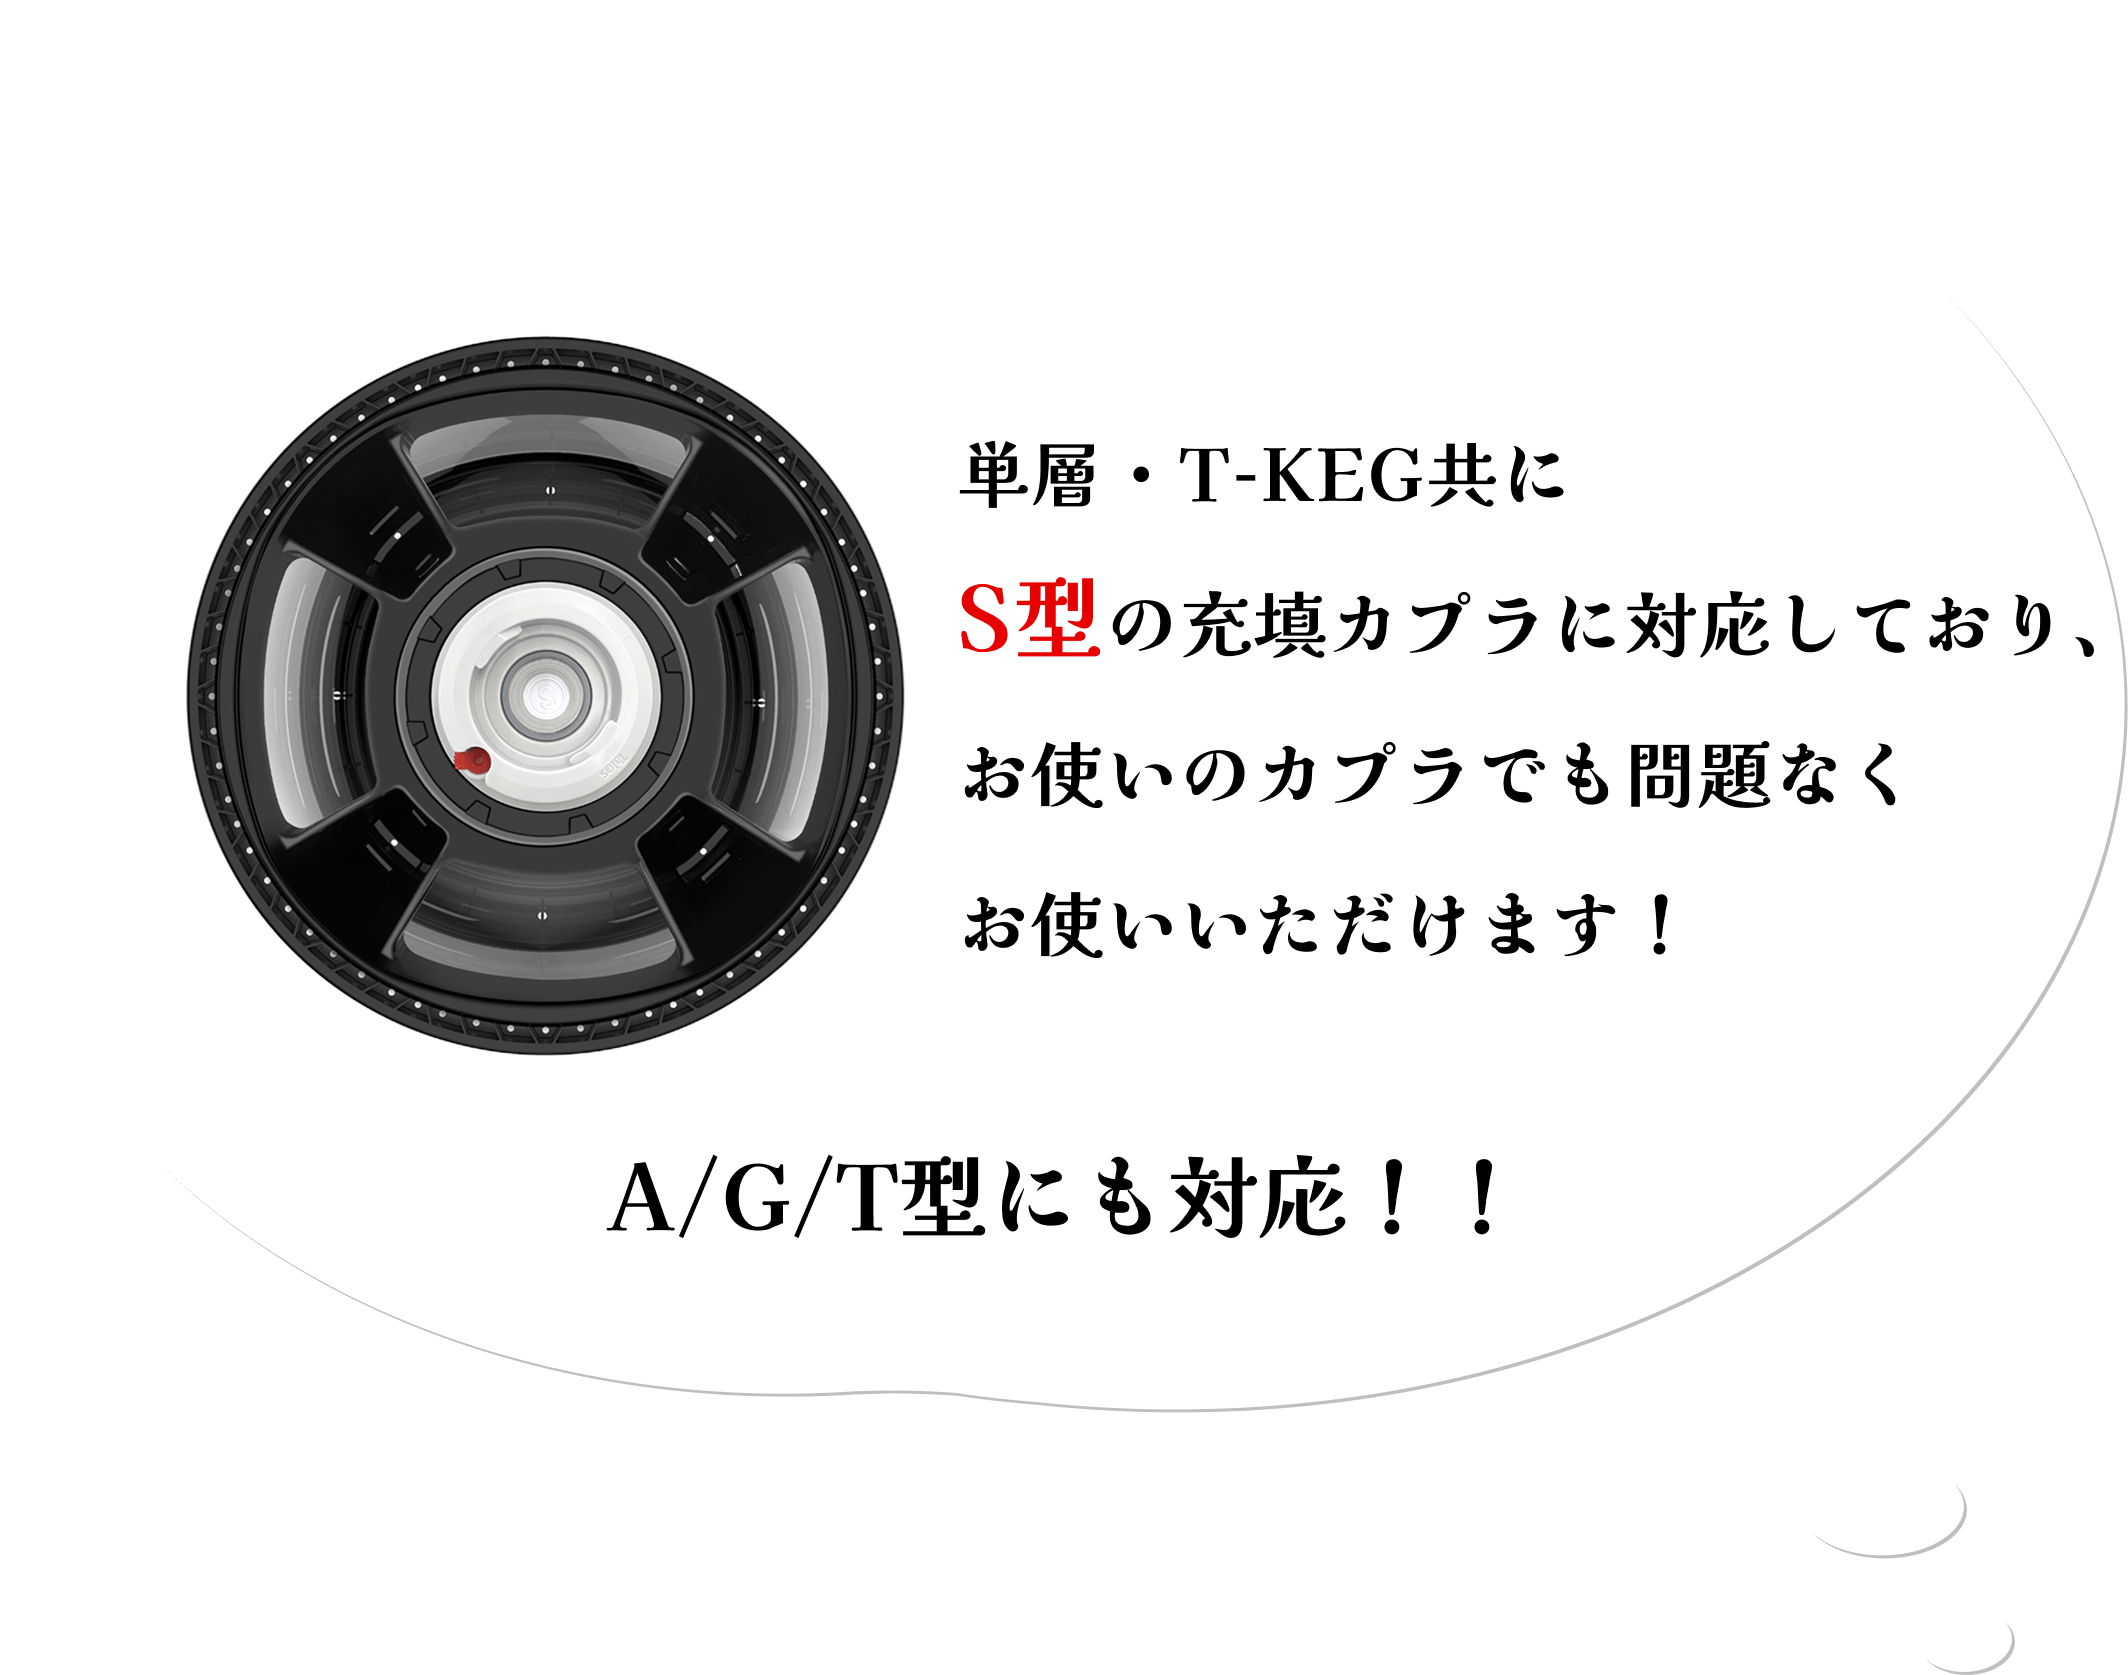 単層・T-KEG共に
S型の充填カプラに対応しており、
お使いのカプラでも問題なく
お使いいただけます！
Talos
S
A/G/T型にも対応！！